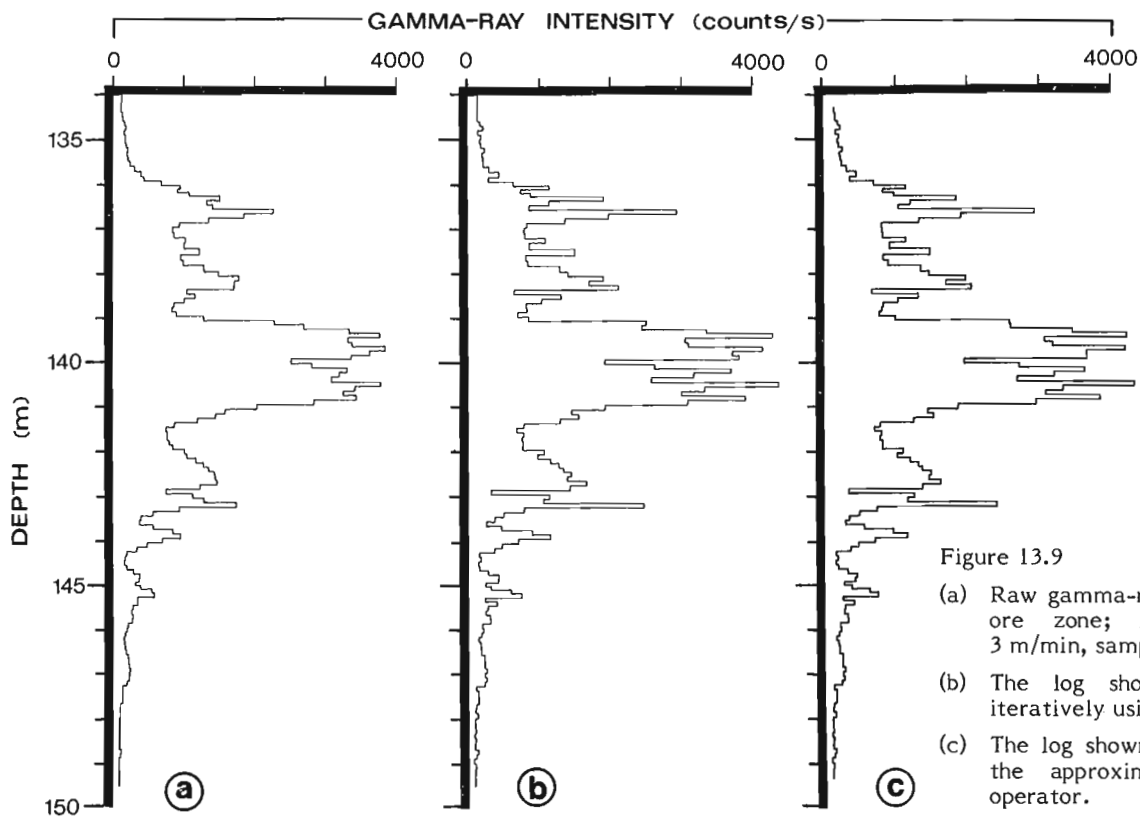 GAMMA-RAY INTENSITY (counts/s)
0 4000 0 4000 0 4000
135
140
145
150
DEPTH (m)
a b c
Figure 13.9
(a) Raw gamma-r
ore zone;
3 m/min, samp
(b) The log sho
iteratively usi
(c) The log shown
the approxin
operator.